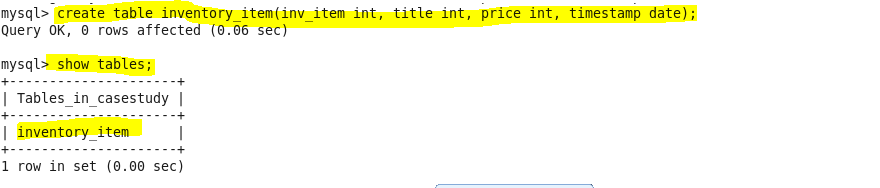 mysql> create table inventory_item(inv_item int, title int, price int, timestamp date);
Query OK, 0 rows affected (0.06 sec)
mysql> show tables;
+---------------------+
| Tables_in_casestudy |
+---------------------+
| inventory_item      |
+---------------------+
1 row in set (0.00 sec)